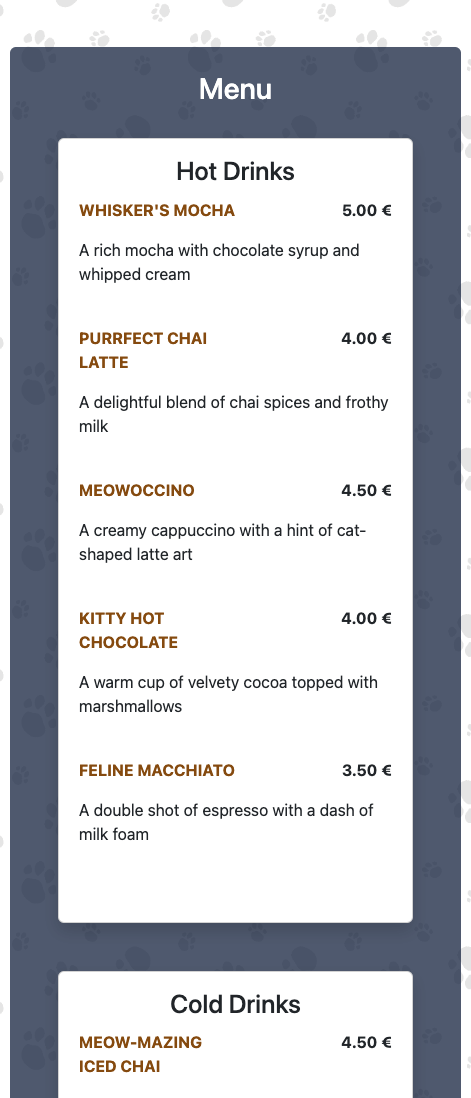 Menu
Hot Drinks
WHISKER'S MOCHA 5.00 €
A rich mocha with chocolate syrup and
whipped cream
PURRFECT CHAI 4.00 €
LATTE
A delightful blend of chai spices and frothy
milk
MEOWOCCINO 4.50 €
A creamy cappuccino with a hint of cat-
shaped latte art
KITTY HOT 4.00 €
CHOCOLATE
A warm cup of velvety cocoa topped with
marshmallows
FELINE MACCHIATO 3.50 €
A double shot of espresso with a dash of
milk foam
Cold Drinks
MEOW-MAZING 4.50 €
ICED CHAI